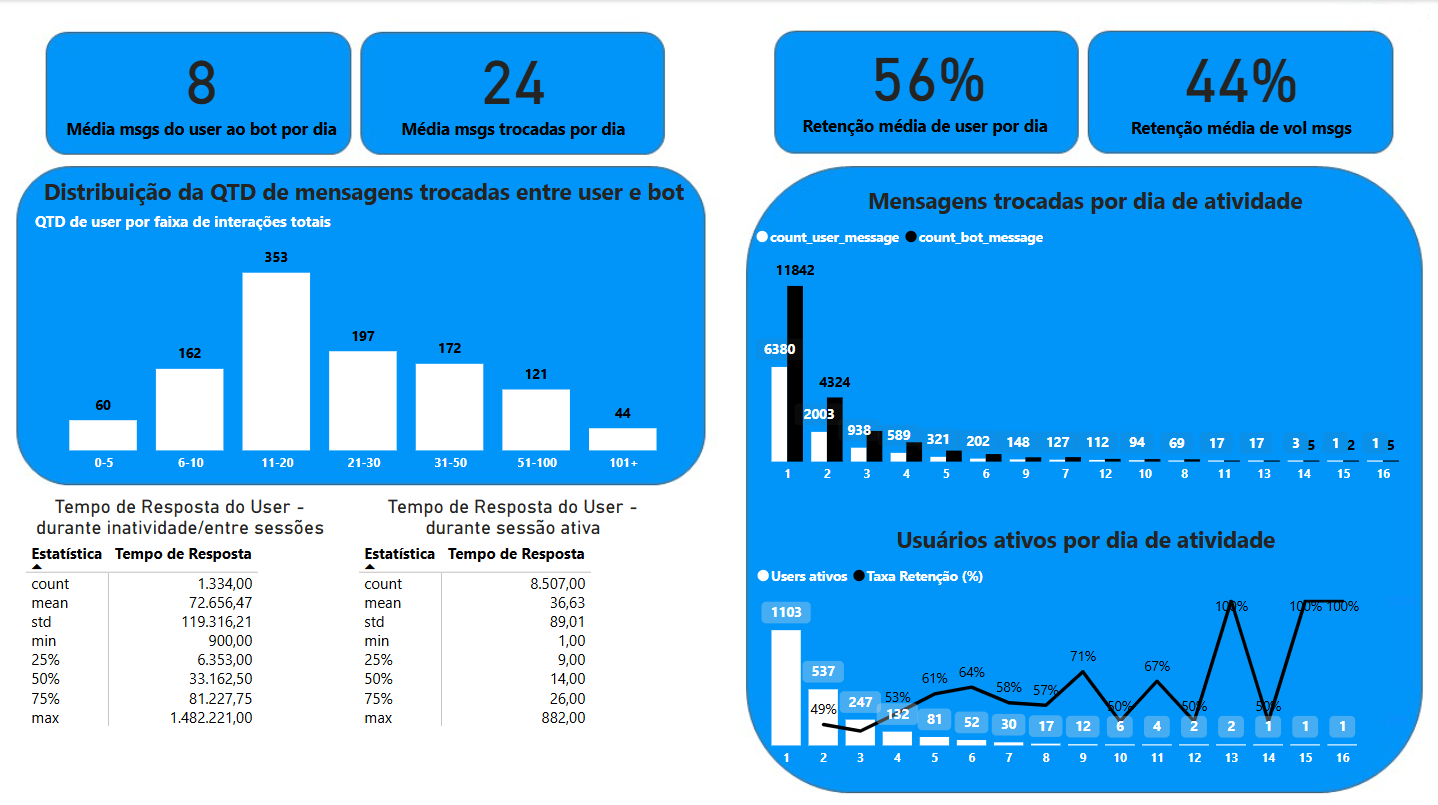 8
Média msgs do user ao bot por dia
24
Média msgs trocadas por dia
56%
Retenção média de user por dia
44%
Retenção média de vol msgs
Distribuição da QTD de mensagens trocadas entre user e bot
QTD de user por faixa de interações totais
60 162 353 197 172 121 44
0-5 6-10 11-20 21-30 31-50 51-100 101+
Tempo de Resposta do User -
durante inatividade/entre sessões
Estatística Tempo de Resposta
count 1.334,00
mean 72.656,47
std 119.316,21
min 900,00
25% 6.353,00
50% 33.162,50
75% 81.227,75
max 1.482.221,00
Tempo de Resposta do User -
durante sessão ativa
Estatística Tempo de Resposta
count 8.507,00
mean 36,63
std 89,01
min 1,00
25% 9,00
50% 14,00
75% 26,00
max 882,00
Mensagens trocadas por dia de atividade
count_user_message count_bot_message
11842
6380
4324
2003
938 589 321 202 148 127 112 94 69 17 17 3 5 1 2 1 5
1 2 3 4 5 6 9 7 12 10 8 11 13 14 15 16
Usuários ativos por dia de atividade
Users ativos Taxa Retenção (%)
49% 53% 61% 64% 58% 57% 71% 50% 67% 50% 100% 50% 100% 100%
1103 537 247 132 81 52 30 17 12 6 4 2 2 1 1 1
1 2 3 4 5 6 7 8 9 10 11 12 13 14 15 16